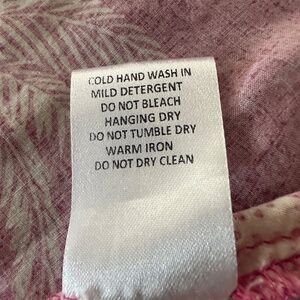 COLD HAND WASH IN
MILD DETERGENT
DO NOT BLEACH
HANGING DRY
DO NOT TUMBLE DRY
WARM IRON
DO NOT DRY CLEAN